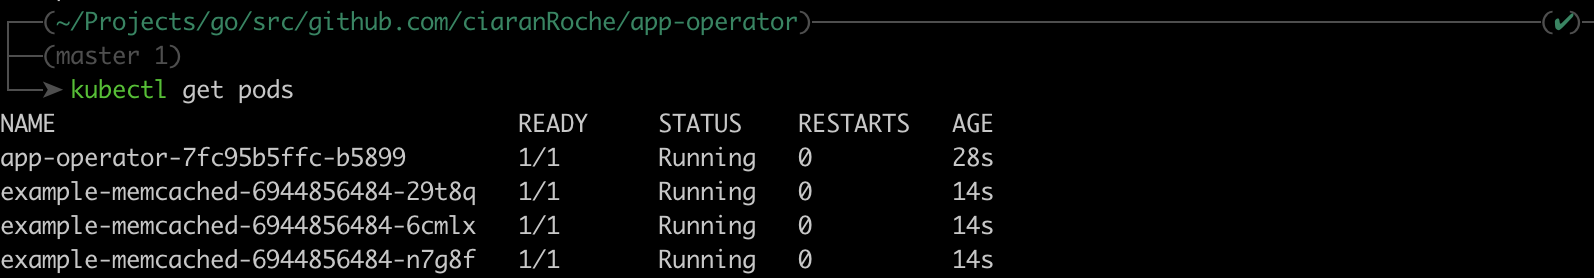 (~/Projects/go/src/github.com/ciaranRoche/app-operator) (✔)
(master 1)
➤ kubectl get pods
NAME READY STATUS RESTARTS AGE
app-operator-7fc95b5ffc-b5899 1/1 Running 0 28s
example-memcached-6944856484-29t8q 1/1 Running 0 14s
example-memcached-6944856484-6cmlx 1/1 Running 0 14s
example-memcached-6944856484-n7g8f 1/1 Running 0 14s